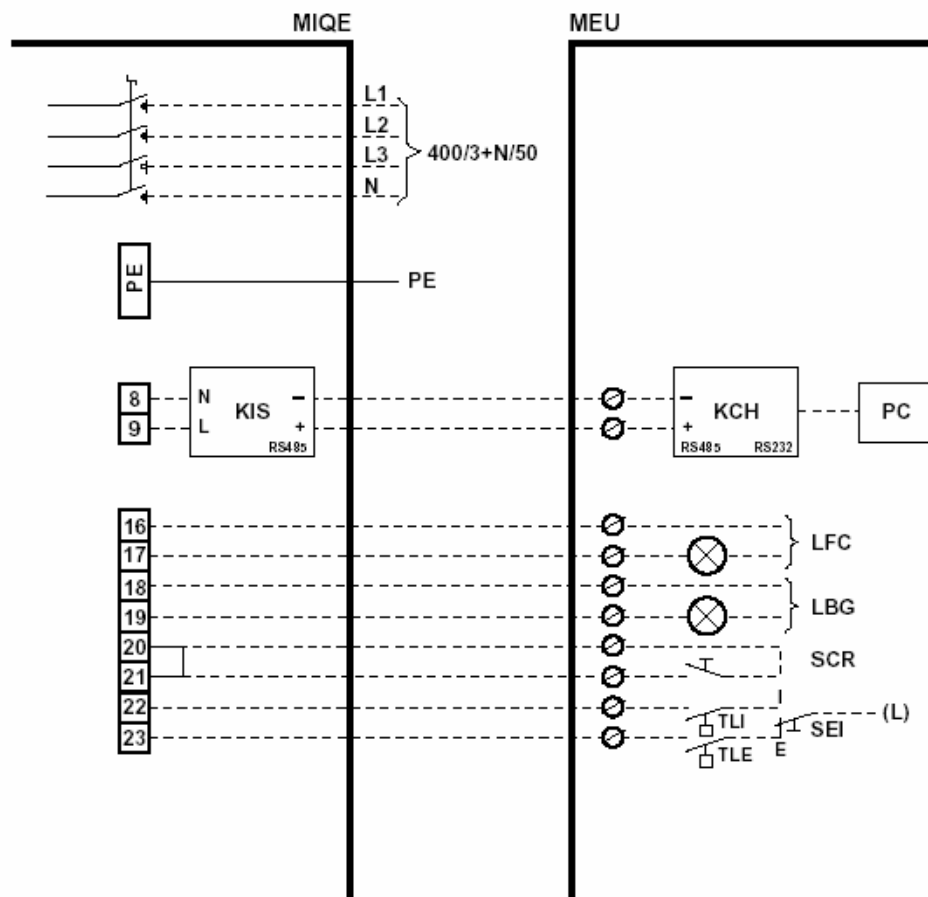 MIQE MEU
L1
L2
L3
N
400/3+N/50
PE PE
8 N KIS − − KCH PC
9 L + RS485 + RS485 RS232
16
17 LFC
18
19 LBG
20
21 SCR
22 TLI (L)
23 TLE E SEI